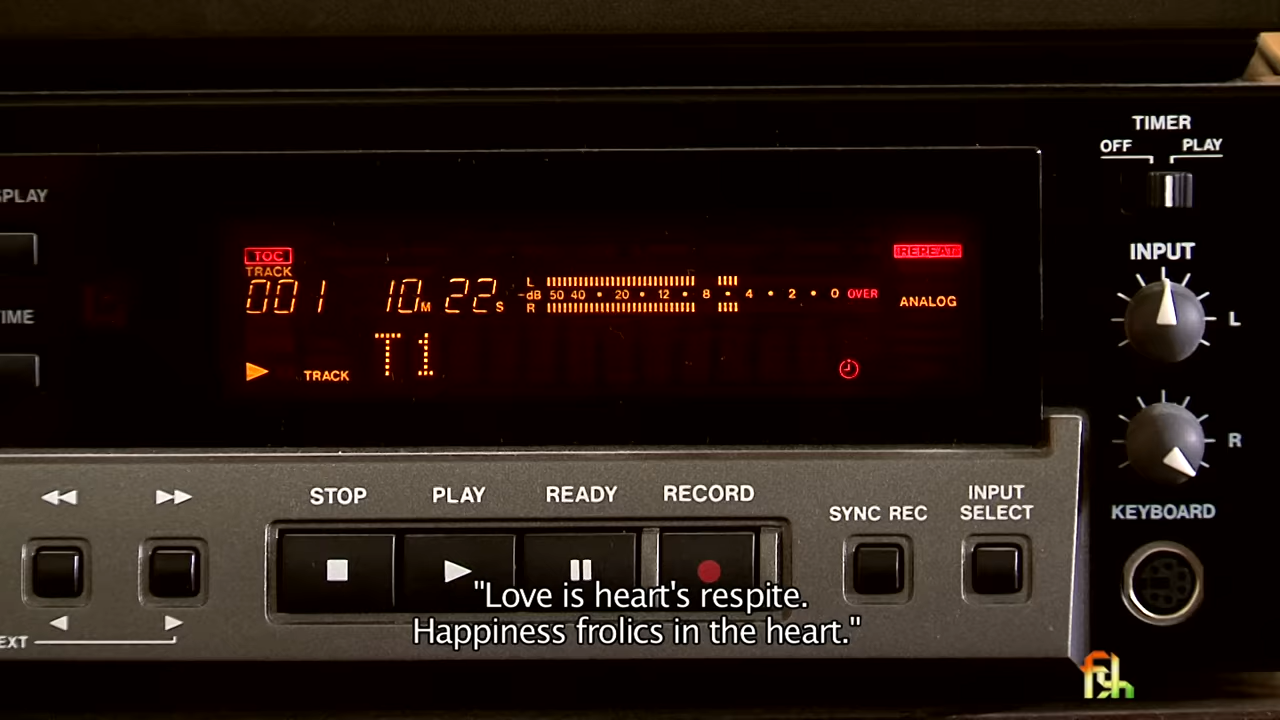 TIMER
OFF PLAY
SPLAY
INPUT
TOC
TRACK
REPEAT
001 10M 22S
L
-dB 50 40 • 20 • 12 • 8 • 4 • 2 • 0 OVER
R
ANALOG
L
IME
T1
TRACK
R
STOP PLAY READY RECORD
SYNC REC
INPUT
SELECT
KEYBOARD
"Love is heart's respite.
Happiness frolics in the heart."
EXT